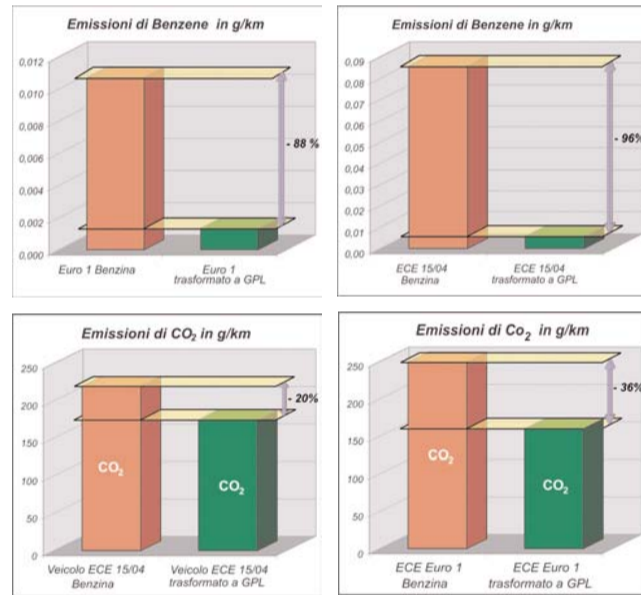 Emissioni di Benzene in g/km
0,012
0,010
0,008
0,006
0,004
0,002
0,000
- 88 %
Euro 1 Benzina
Euro 1
trasformato a GPL
Emissioni di Benzene in g/km
0,09
0,08
0,07
0,06
0,05
0,04
0,03
0,02
0,01
0,00
- 96%
ECE 15/04
Benzina
ECE 15/04
trasformato a GPL
Emissioni di CO₂ in g/km
250
200
150
100
50
0
- 20%
CO₂
CO₂
Veicolo ECE 15/04
Benzina
Veicolo ECE 15/04
trasformato a GPL
Emissioni di Co₂ in g/km
250
200
150
100
50
0
- 36%
CO₂
CO₂
ECE Euro 1
Benzina
ECE Euro 1
trasformato a GPL